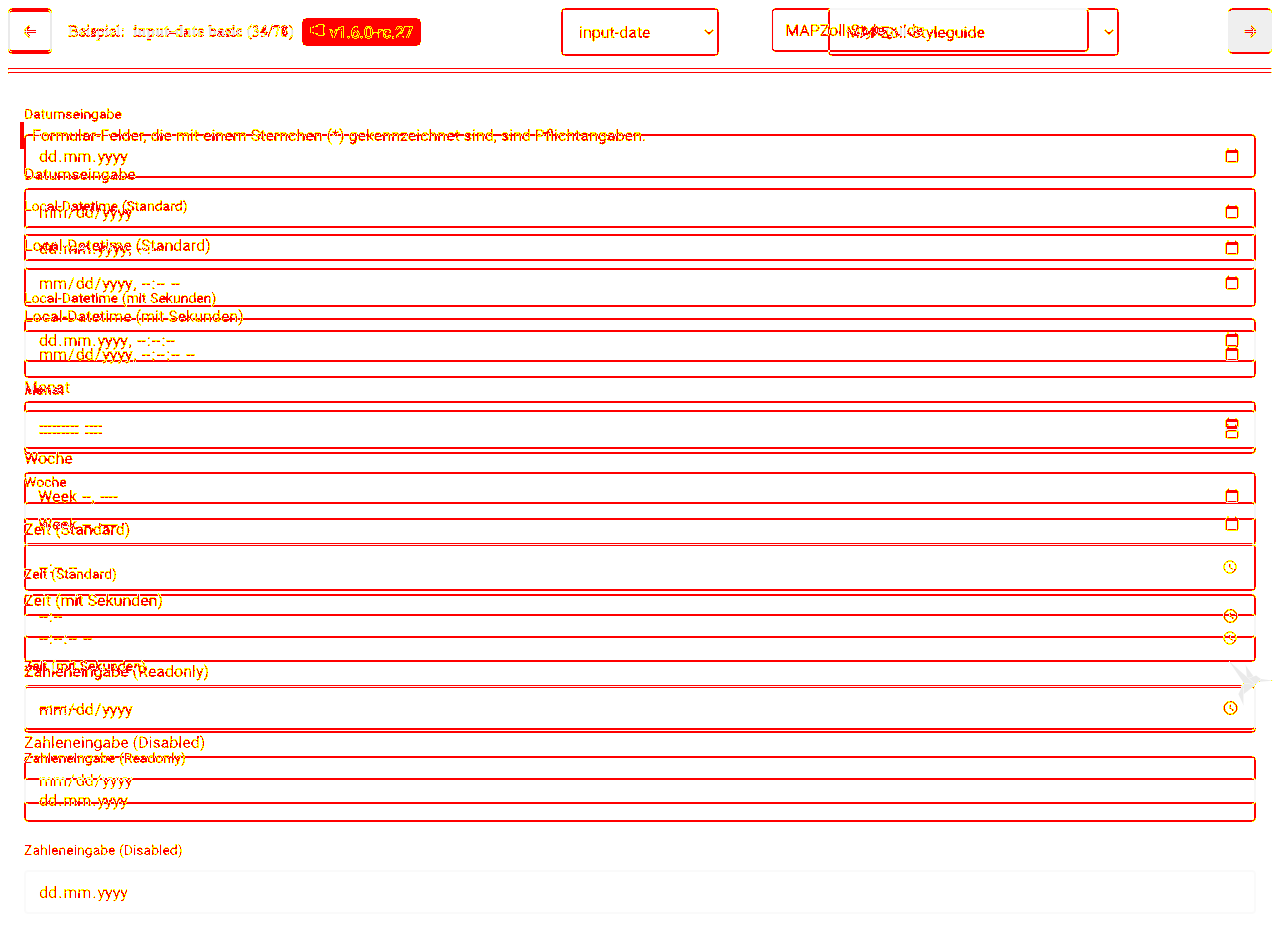 Beispiel: input-date basic (34/78) v1.6.0-rc.27 input-date MAPZoll-Styleguide
Datumseingabe
Formular-Felder, die mit einem Sternchen (*) gekennzeichnet sind, sind Pflichtangaben.
dd.mm.yyyy
Datumseingabe
Local-Datetime (Standard)
mm/dd/yyyy
Local-Datetime (Standard)
dd.mm.yyyy, --:--
mm/dd/yyyy, --:-- --
Local-Datetime (mit Sekunden)
Local-Datetime (mit Sekunden)
dd.mm.yyyy, --:--:--
mm/dd/yyyy, --:--:-- --
Monat
--------- ----
--------- ----
Woche
Woche
Week --, ----
Week --, ----
Zeit (Standard)
Zeit (Standard)
Zeit (mit Sekunden)
--:--
--:--:-- --
Zeit (mit Sekunden)
Zahleneingabe (Readonly)
mm/dd/yyyy
Zahleneingabe (Disabled)
Zahleneingabe (Readonly)
mm/dd/yyyy
dd.mm.yyyy
Zahleneingabe (Disabled)
dd.mm.yyyy